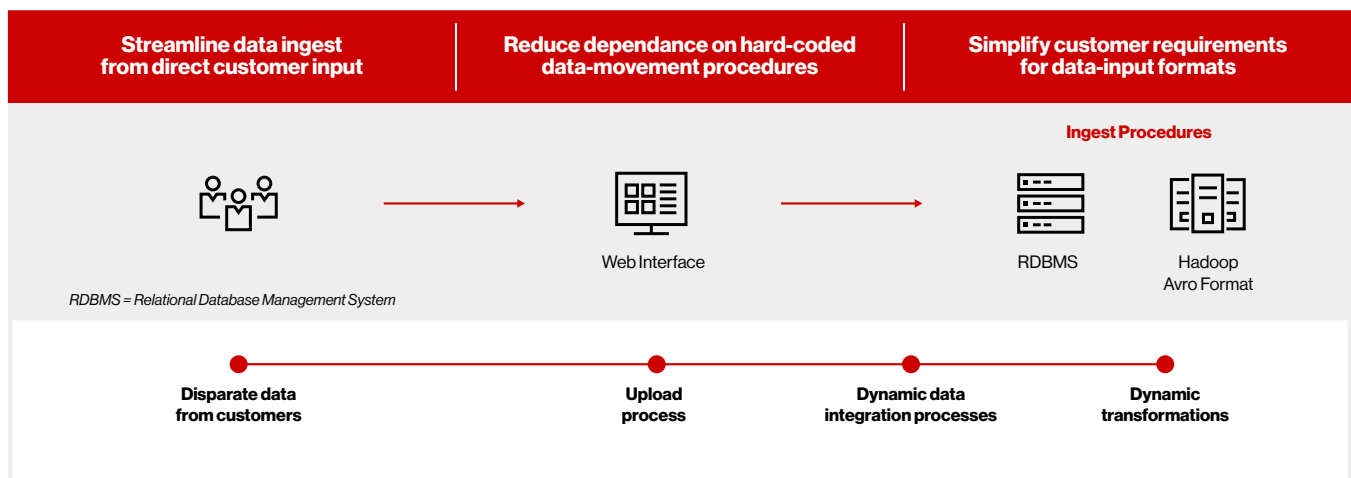 Streamline data ingest
from direct customer input
Reduce dependance on hard-coded
data-movement procedures
Simplify customer requirements
for data-input formats
Ingest Procedures
Web Interface
RDBMS
Hadoop
Avro Format
RDBMS = Relational Database Management System
Disparate data
from customers
Upload
process
Dynamic data
integration processes
Dynamic
transformations